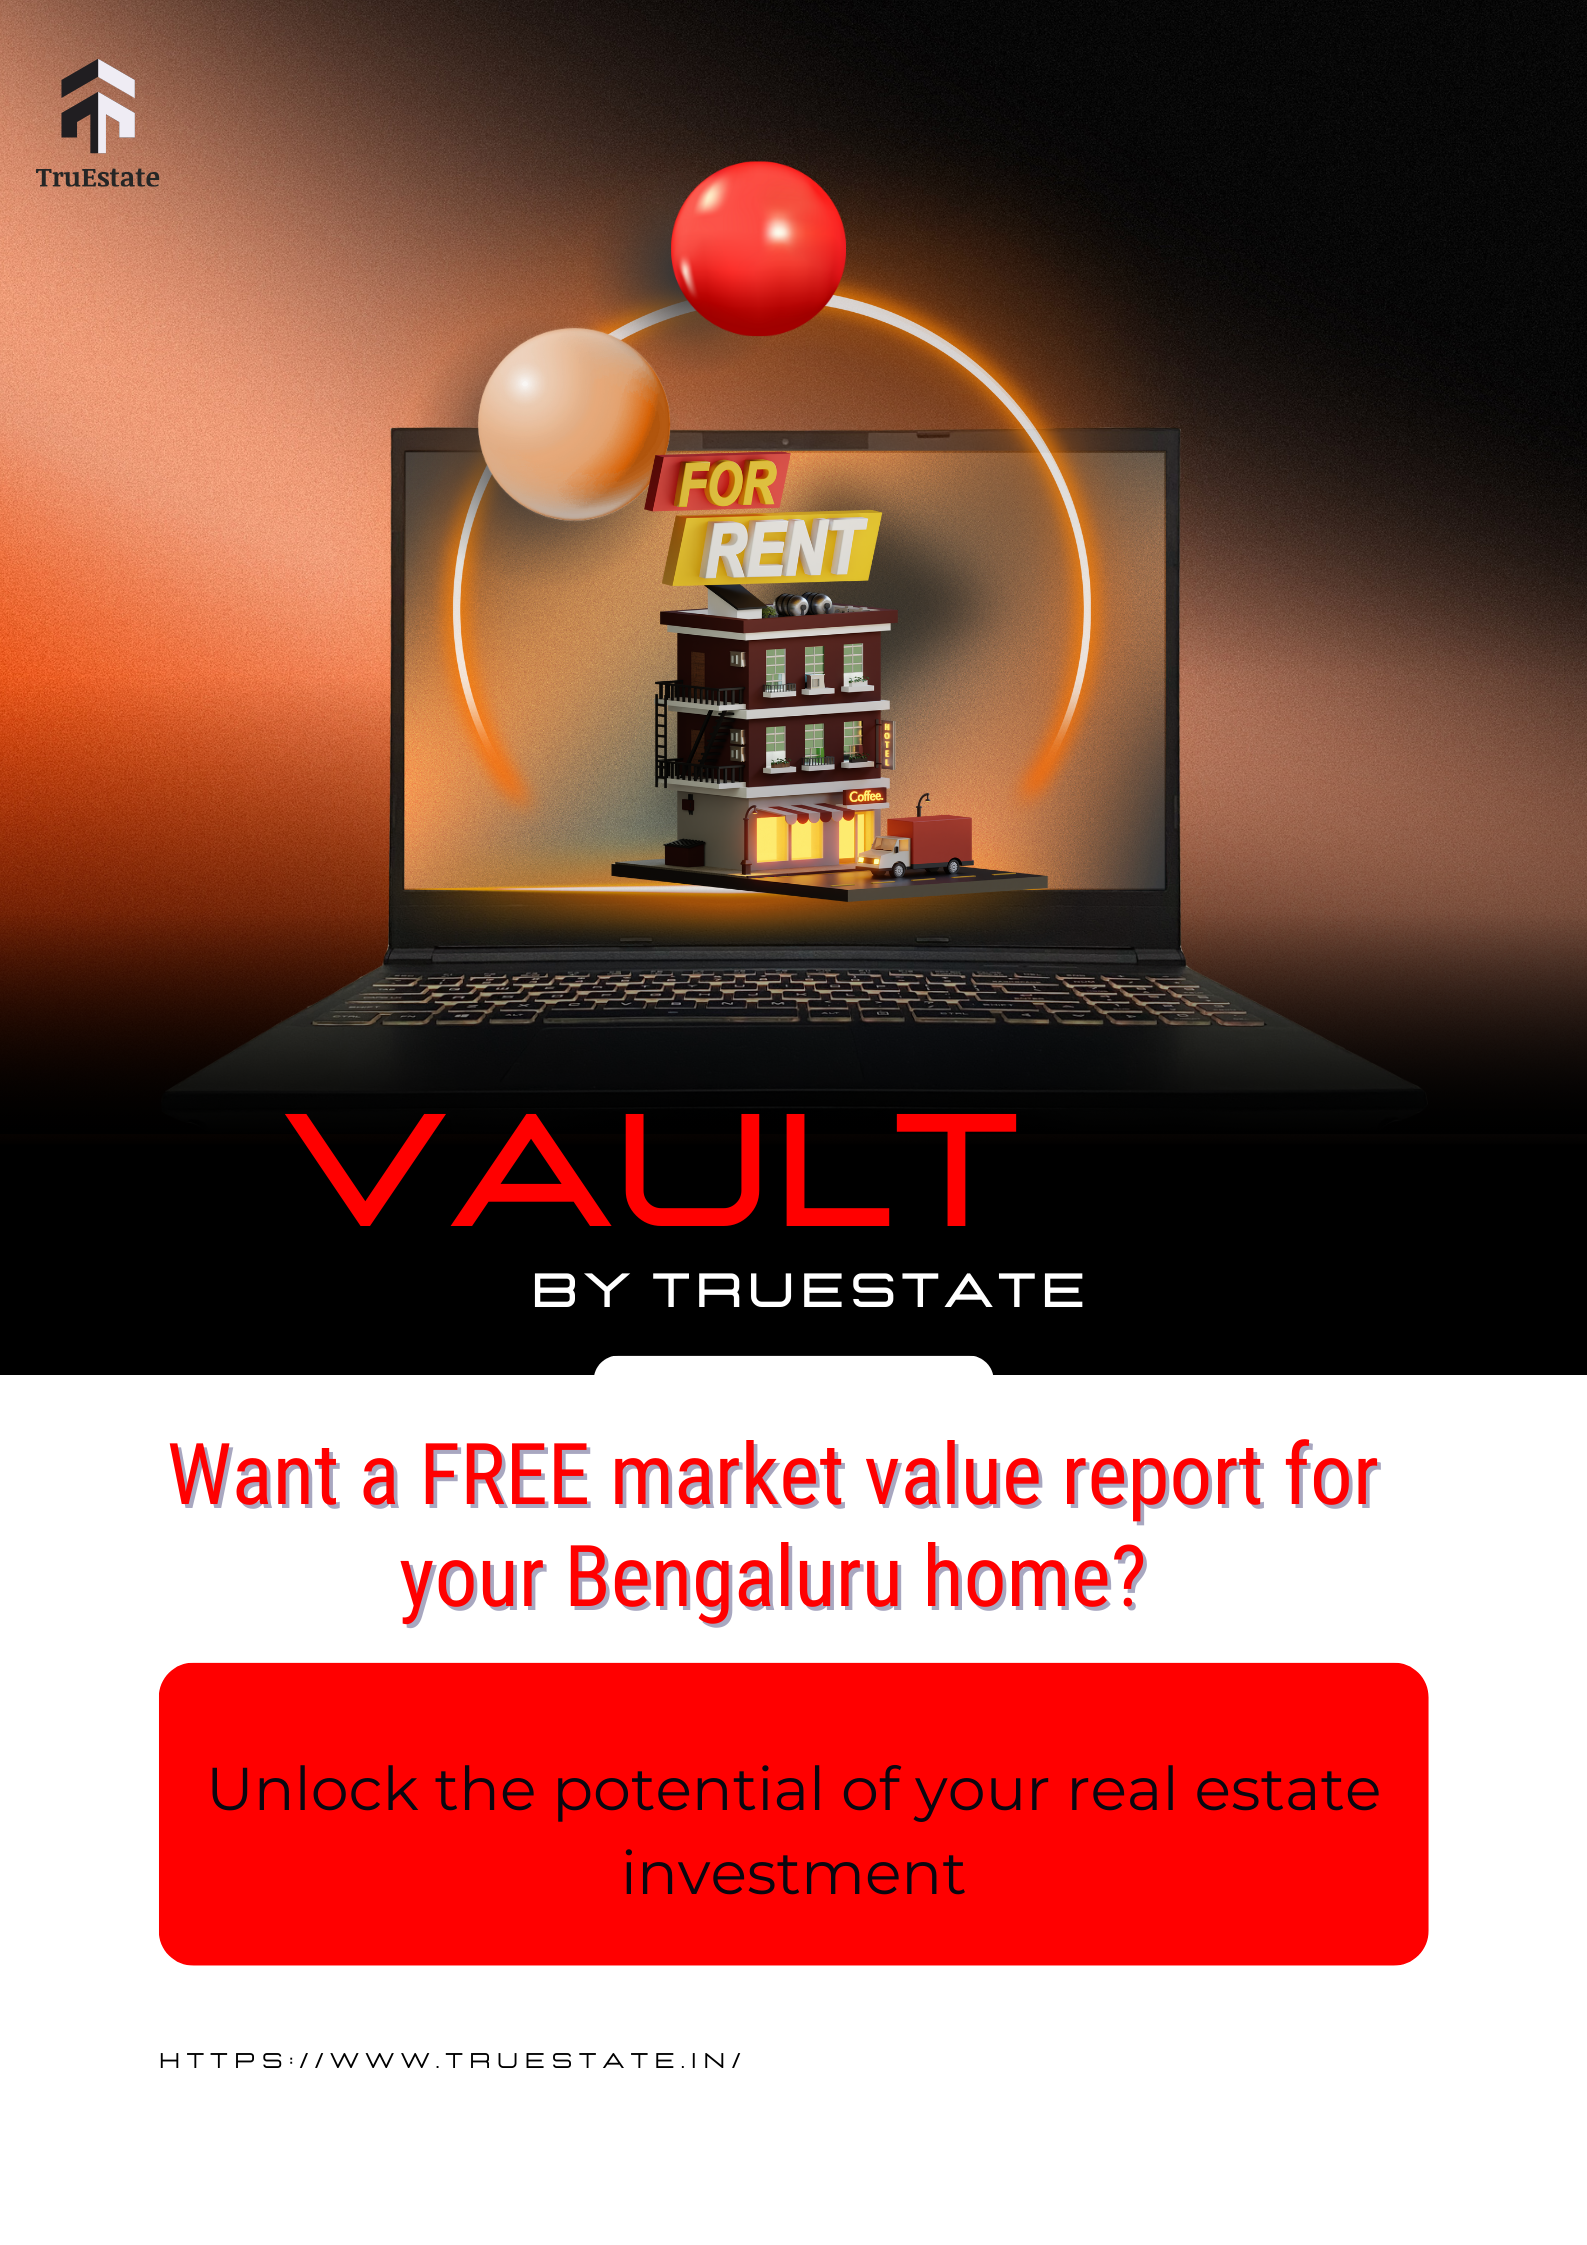 TruEstate
FOR
RENT
HOTEL
Coffee.
VAULT
BY TRUESTATE
Want a FREE market value report for
your Bengaluru home?
Unlock the potential of your real estate
investment
HTTPS://WWW.TRUESTATE.IN/